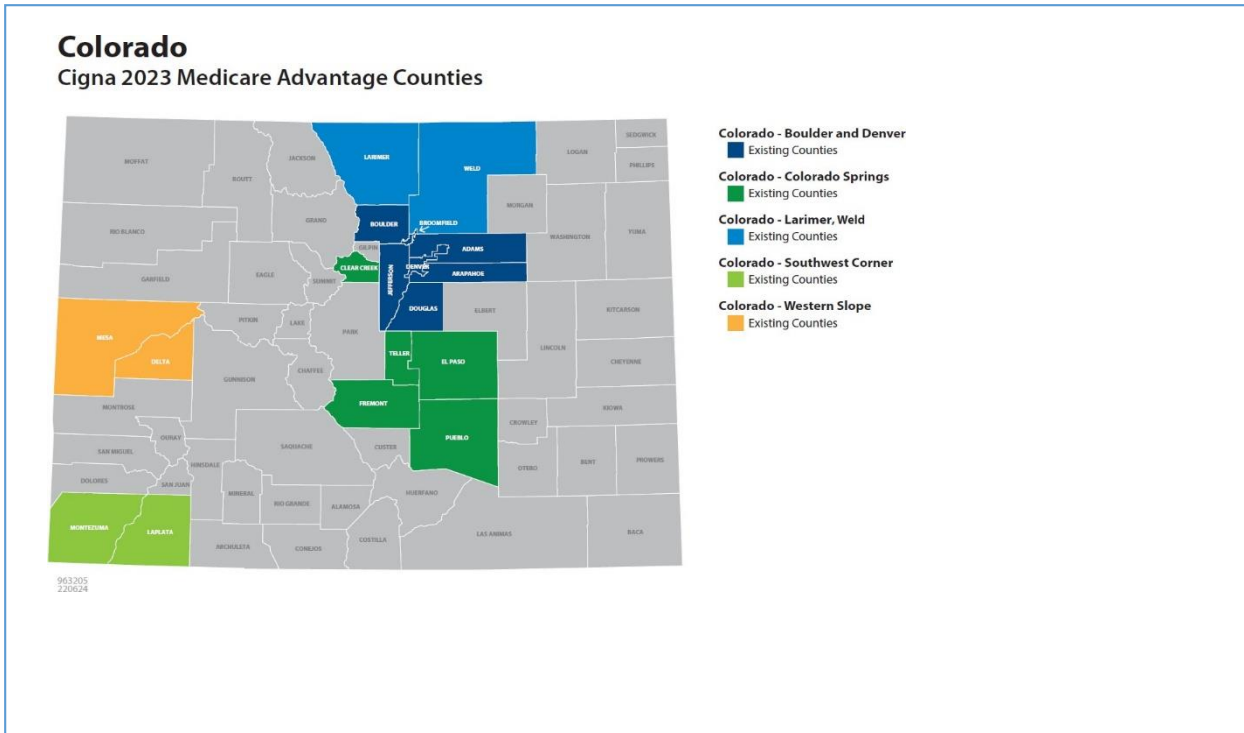 Colorado
Cigna 2023 Medicare Advantage Counties
Colorado - Boulder and Denver
Existing Counties
Colorado - Colorado Springs
Existing Counties
Colorado - Larimer, Weld
Existing Counties
Colorado - Southwest Corner
Existing Counties
Colorado - Western Slope
Existing Counties
MOFFAT
ROUTT
JACKSON
LARIMER
WELD
LOGAN
SEDGWICK
PHILLIPS
MORGAN
RIO BLANCO
GRAND
BOULDER
BROOMFIELD
WASHINGTON
YUMA
GILPIN
ADAMS
GARFIELD
EAGLE
SUMMIT
CLEAR CREEK
JEFFERSON
DENVER
ARAPAHOE
PITKIN
LAKE
PARK
DOUGLAS
ELBERT
KIT CARSON
MESA
DELTA
LINCOLN
TELLER
EL PASO
CHEYENNE
GUNNISON
CHAFFEE
FREMONT
MONTROSE
KIOWA
CROWLEY
PUEBLO
OURAY
SAGUACHE
CUSTER
SAN MIGUEL
HINSDALE
OTERO
BENT
PROWERS
DOLORES
SAN JUAN
MINERAL
RIO GRANDE
ALAMOSA
HUERFANO
MONTEZUMA
LAPLATA
ARCHULETA
CONEJOS
COSTILLA
LAS ANIMAS
BACA
963205
220624